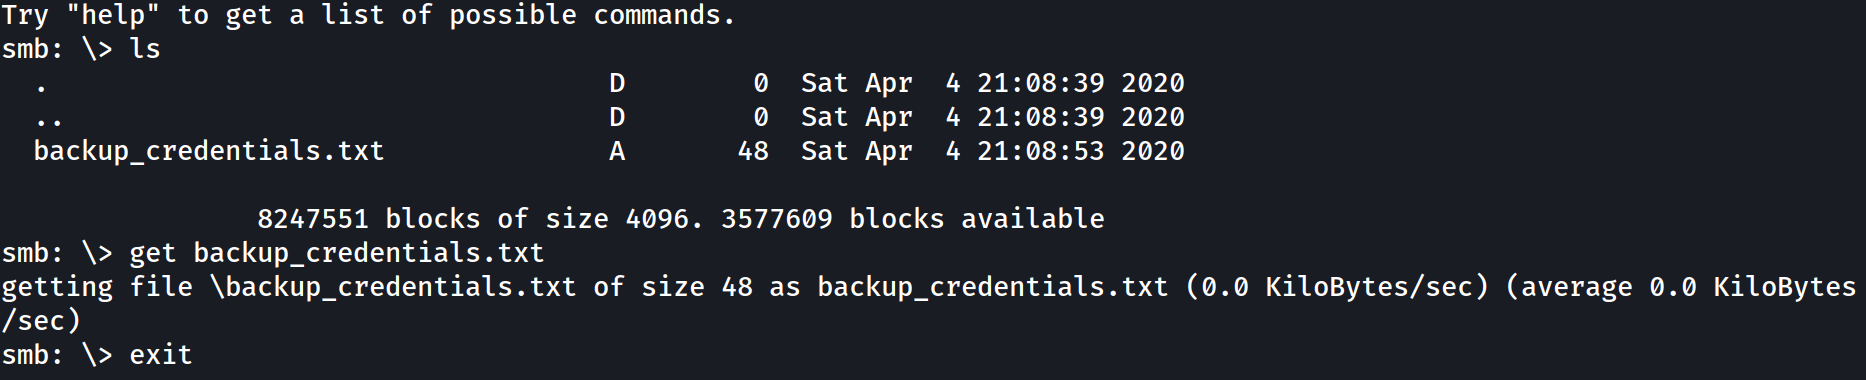 Try "help" to get a list of possible commands.
smb: \> ls
  .                                   D        0  Sat Apr  4 21:08:39 2020
  ..                                  D        0  Sat Apr  4 21:08:39 2020
  backup_credentials.txt              A       48  Sat Apr  4 21:08:53 2020
                8247551 blocks of size 4096. 3577609 blocks available
smb: \> get backup_credentials.txt
getting file \backup_credentials.txt of size 48 as backup_credentials.txt (0.0 KiloBytes/sec) (average 0.0 KiloBytes
/sec)
smb: \> exit